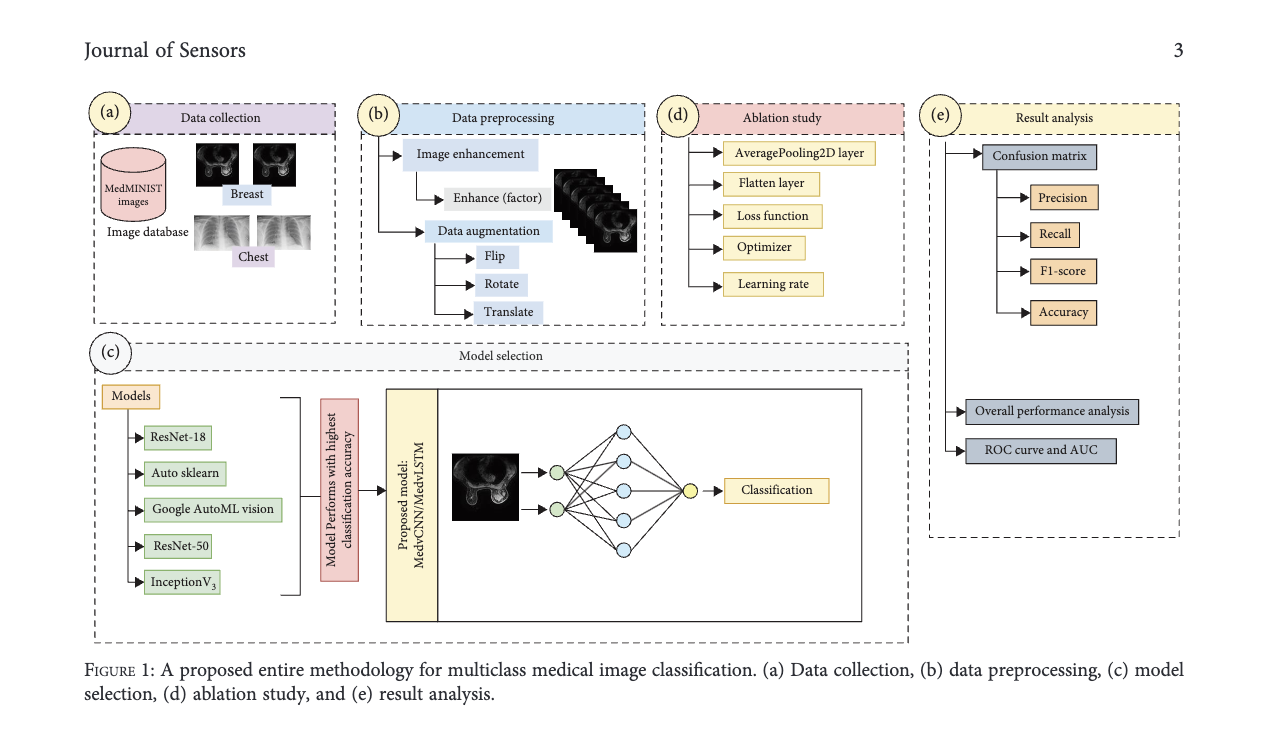 Journal of Sensors
3
(a)
Data collection
MedMINIST
images
Image database
Breast
Chest
(b)
Data preprocessing
Image enhancement
Enhance (factor)
Data augmentation
Flip
Rotate
Translate
(d)
Ablation study
AveragePooling2D layer
Flatten layer
Loss function
Optimizer
Learning rate
(e)
Result analysis
Confusion matrix
Precision
Recall
F1-score
Accuracy
Overall performance analysis
ROC curve and AUC
(c)
Model selection
Models
ResNet-18
Auto sklearn
Google AutoML vision
ResNet-50
InceptionV3
Model Performs with highest
classification accuracy
Proposed model:
MedvCNN/MedvLSTM
Classification
Figure 1: A proposed entire methodology for multiclass medical image classification. (a) Data collection, (b) data preprocessing, (c) model
selection, (d) ablation study, and (e) result analysis.